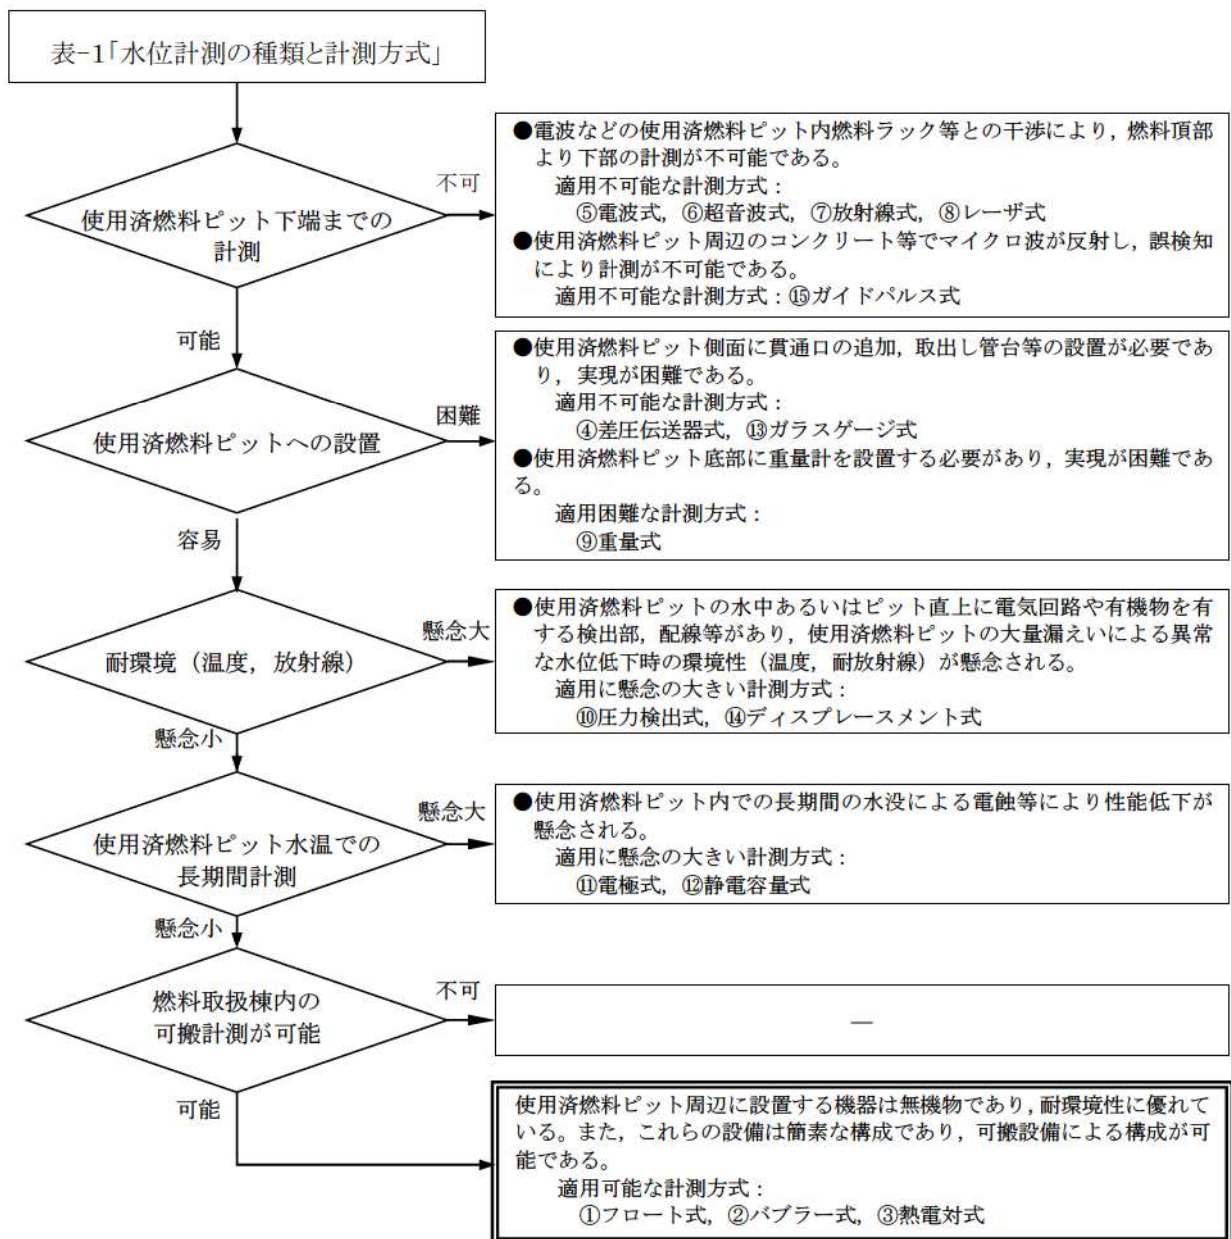 表-1「水位計測の種類と計測方式」
使用済燃料ピット下端までの
計測
不可
●電波などの使用済燃料ピット内燃料ラック等との干渉により，燃料頂部
より下部の計測が不可能である。
適用不可能な計測方式：
⑤電波式，⑥超音波式，⑦放射線式，⑧レーザ式
●使用済燃料ピット周辺のコンクリート等でマイクロ波が反射し，誤検知
により計測が不可能である。
適用不可能な計測方式：⑮ガイドパルス式
可能
使用済燃料ピットへの設置
困難
●使用済燃料ピット側面に貫通口の追加，取出し管台等の設置が必要であ
り，実現が困難である。
適用不可能な計測方式：
④差圧伝送器式，⑬ガラスゲージ式
●使用済燃料ピット底部に重量計を設置する必要があり，実現が困難であ
る。
適用困難な計測方式：
⑨重量式
容易
耐環境（温度，放射線）
懸念大
●使用済燃料ピットの水中あるいはピット直上に電気回路や有機物を有
する検出部，配線等があり，使用済燃料ピットの大量漏えいによる異常
な水位低下時の環境性（温度，耐放射線）が懸念される。
適用に懸念の大きい計測方式：
⑩圧力検出式，⑭ディスプレースメント式
懸念小
使用済燃料ピット水温での
長期間計測
懸念大
●使用済燃料ピット内での長期間の水没による電蝕等により性能低下が
懸念される。
適用に懸念の大きい計測方式：
⑪電極式，⑫静電容量式
懸念小
燃料取扱棟内の
可搬計測が可能
不可
―
可能
使用済燃料ピット周辺に設置する機器は無機物であり，耐環境性に優れて
いる。また，これらの設備は簡素な構成であり，可搬設備による構成が可
能である。
適用可能な計測方式：
①フロート式，②バブラー式，③熱電対式